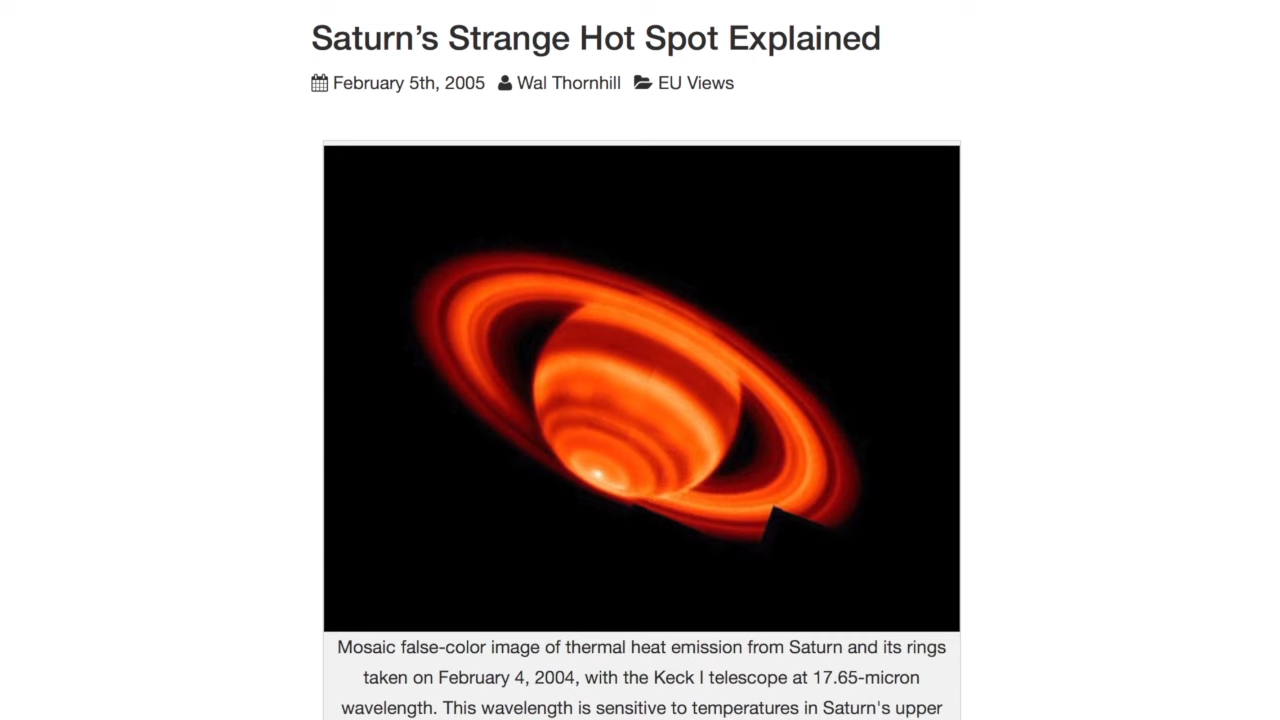 Saturn’s Strange Hot Spot Explained
February 5th, 2005 Wal Thornhill EU Views
Mosaic false-color image of thermal heat emission from Saturn and its rings
taken on February 4, 2004, with the Keck I telescope at 17.65-micron
wavelength. This wavelength is sensitive to temperatures in Saturn's upper